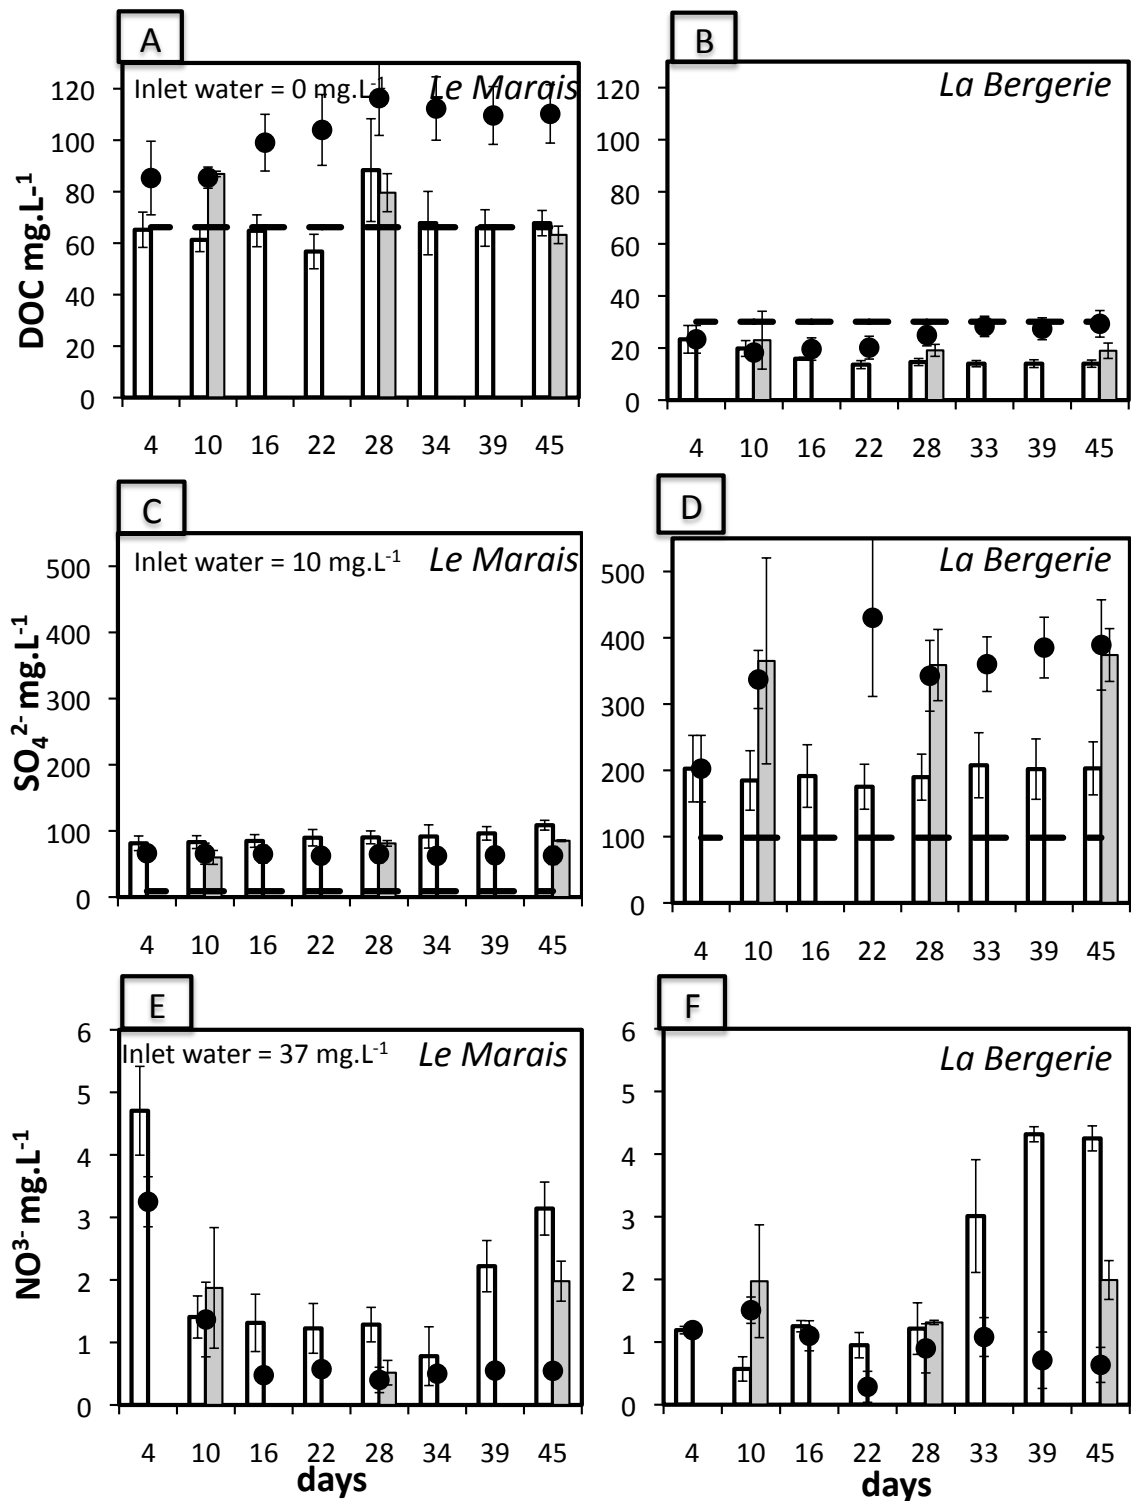 A
B
Inlet water = 0 mg.L-1
Le Marais
La Bergerie
DOC mg.L-1
120
100
80
60
40
20
0
4 10 16 22 28 34 39 45
120
100
80
60
40
20
0
4 10 16 22 28 33 39 45
C
D
Inlet water = 10 mg.L-1
Le Marais
La Bergerie
SO4 2- mg.L-1
500
400
300
200
100
0
4 10 16 22 28 34 39 45
500
400
300
200
100
0
4 10 16 22 28 33 39 45
E
F
Inlet water = 37 mg.L-1
Le Marais
La Bergerie
NO3- mg.L-1
6
5
4
3
2
1
0
4 10 16 22 28 34 39 45
days
6
5
4
3
2
1
0
4 10 16 22 28 33 39 45
days